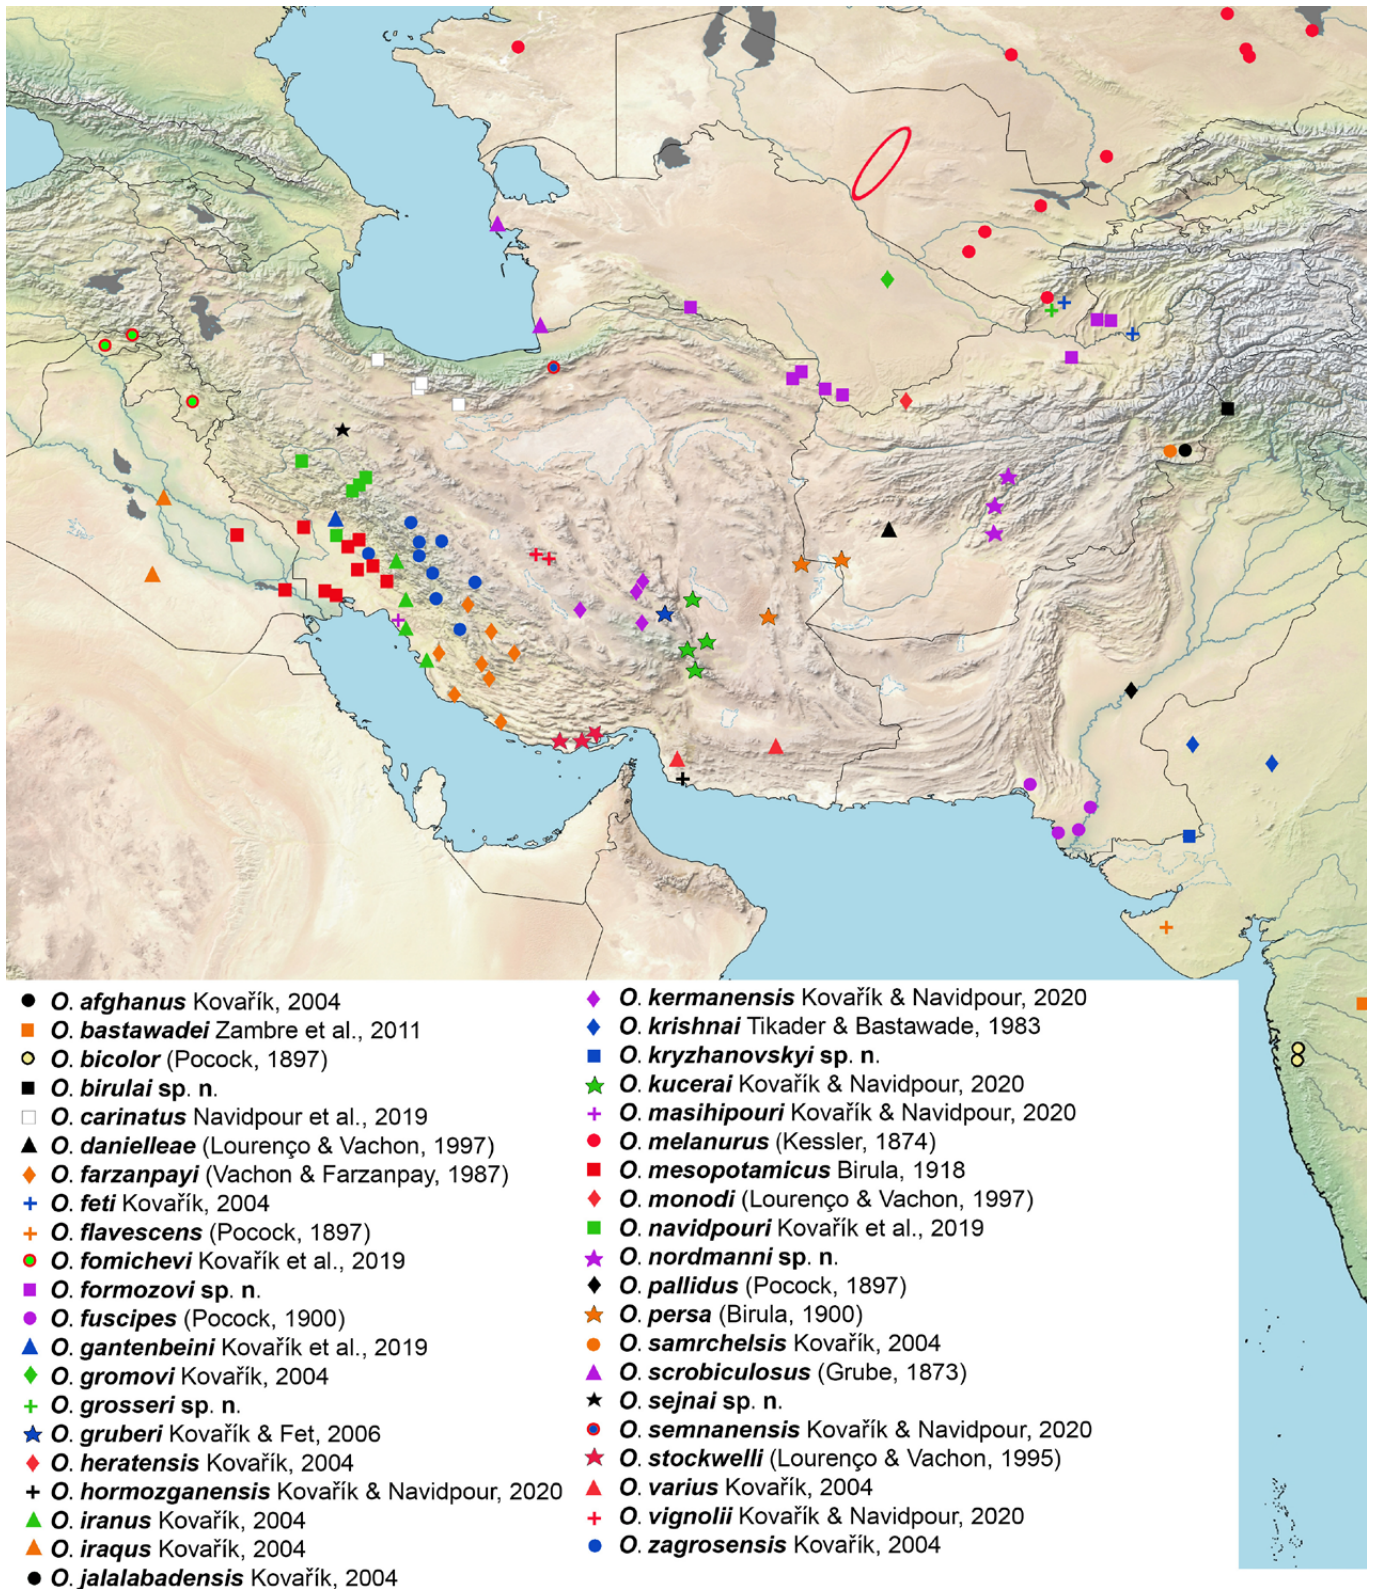 O. afghanus Kovařík, 2004
O. bastawadei Zambre et al., 2011
O. bicolor (Pocock, 1897)
O. birulai sp. n.
O. carinatus Navidpour et al., 2019
O. danielleae (Lourenço & Vachon, 1997)
O. farzanpayi (Vachon & Farzanpay, 1987)
O. feti Kovařík, 2004
O. flavescens (Pocock, 1897)
O. fomichevi Kovařík et al., 2019
O. formozovi sp. n.
O. fuscipes (Pocock, 1900)
O. gantenbeini Kovařík et al., 2019
O. gromovi Kovařík, 2004
O. grosseri sp. n.
O. gruberi Kovařík & Fet, 2006
O. heratensis Kovařík, 2004
O. hormozganensis Kovařík & Navidpour, 2020
O. iranus Kovařík, 2004
O. iraqus Kovařík, 2004
O. jalalabadensis Kovařík, 2004
O. kermanensis Kovařík & Navidpour, 2020
O. krishnai Tikader & Bastawade, 1983
O. kryzhanovskyi sp. n.
O. kucerai Kovařík & Navidpour, 2020
O. masihipouri Kovařík & Navidpour, 2020
O. melanurus (Kessler, 1874)
O. mesopotamicus Birula, 1918
O. monodi (Lourenço & Vachon, 1997)
O. navidpouri Kovařík et al., 2019
O. nordmanni sp. n.
O. pallidus (Pocock, 1897)
O. persa (Birula, 1900)
O. samrchelsis Kovařík, 2004
O. scrobiculosus (Grube, 1873)
O. sejnai sp. n.
O. semnanensis Kovařík & Navidpour, 2020
O. stockwelli (Lourenço & Vachon, 1995)
O. varius Kovařík, 2004
O. vignolii Kovařík & Navidpour, 2020
O. zagrosensis Kovařík, 2004